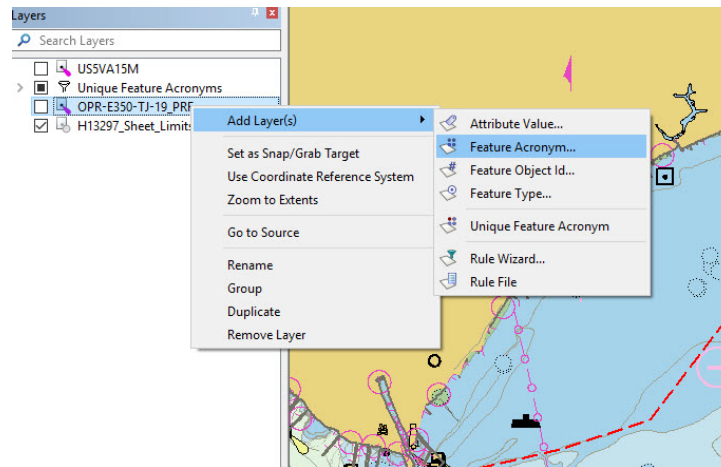 Layers
Search Layers
US5VA15M
Unique Feature Acronyms
OPR-E350-TJ-19_PRF
H13297_Sheet_Limits
Add Layer(s)
Set as Snap/Grab Target
Use Coordinate Reference System
Zoom to Extents
Go to Source
Rename
Group
Duplicate
Remove Layer
Attribute Value...
Feature Acronym...
Feature Object Id...
Feature Type...
Unique Feature Acronym
Rule Wizard...
Rule File